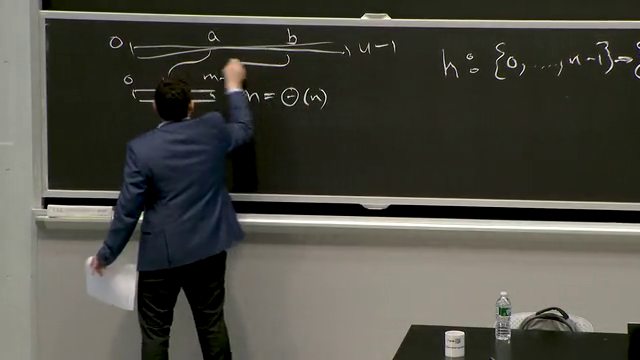 a b
0 u-1
h: {0, ..., u-1} →
0 m-
m = Θ(n)